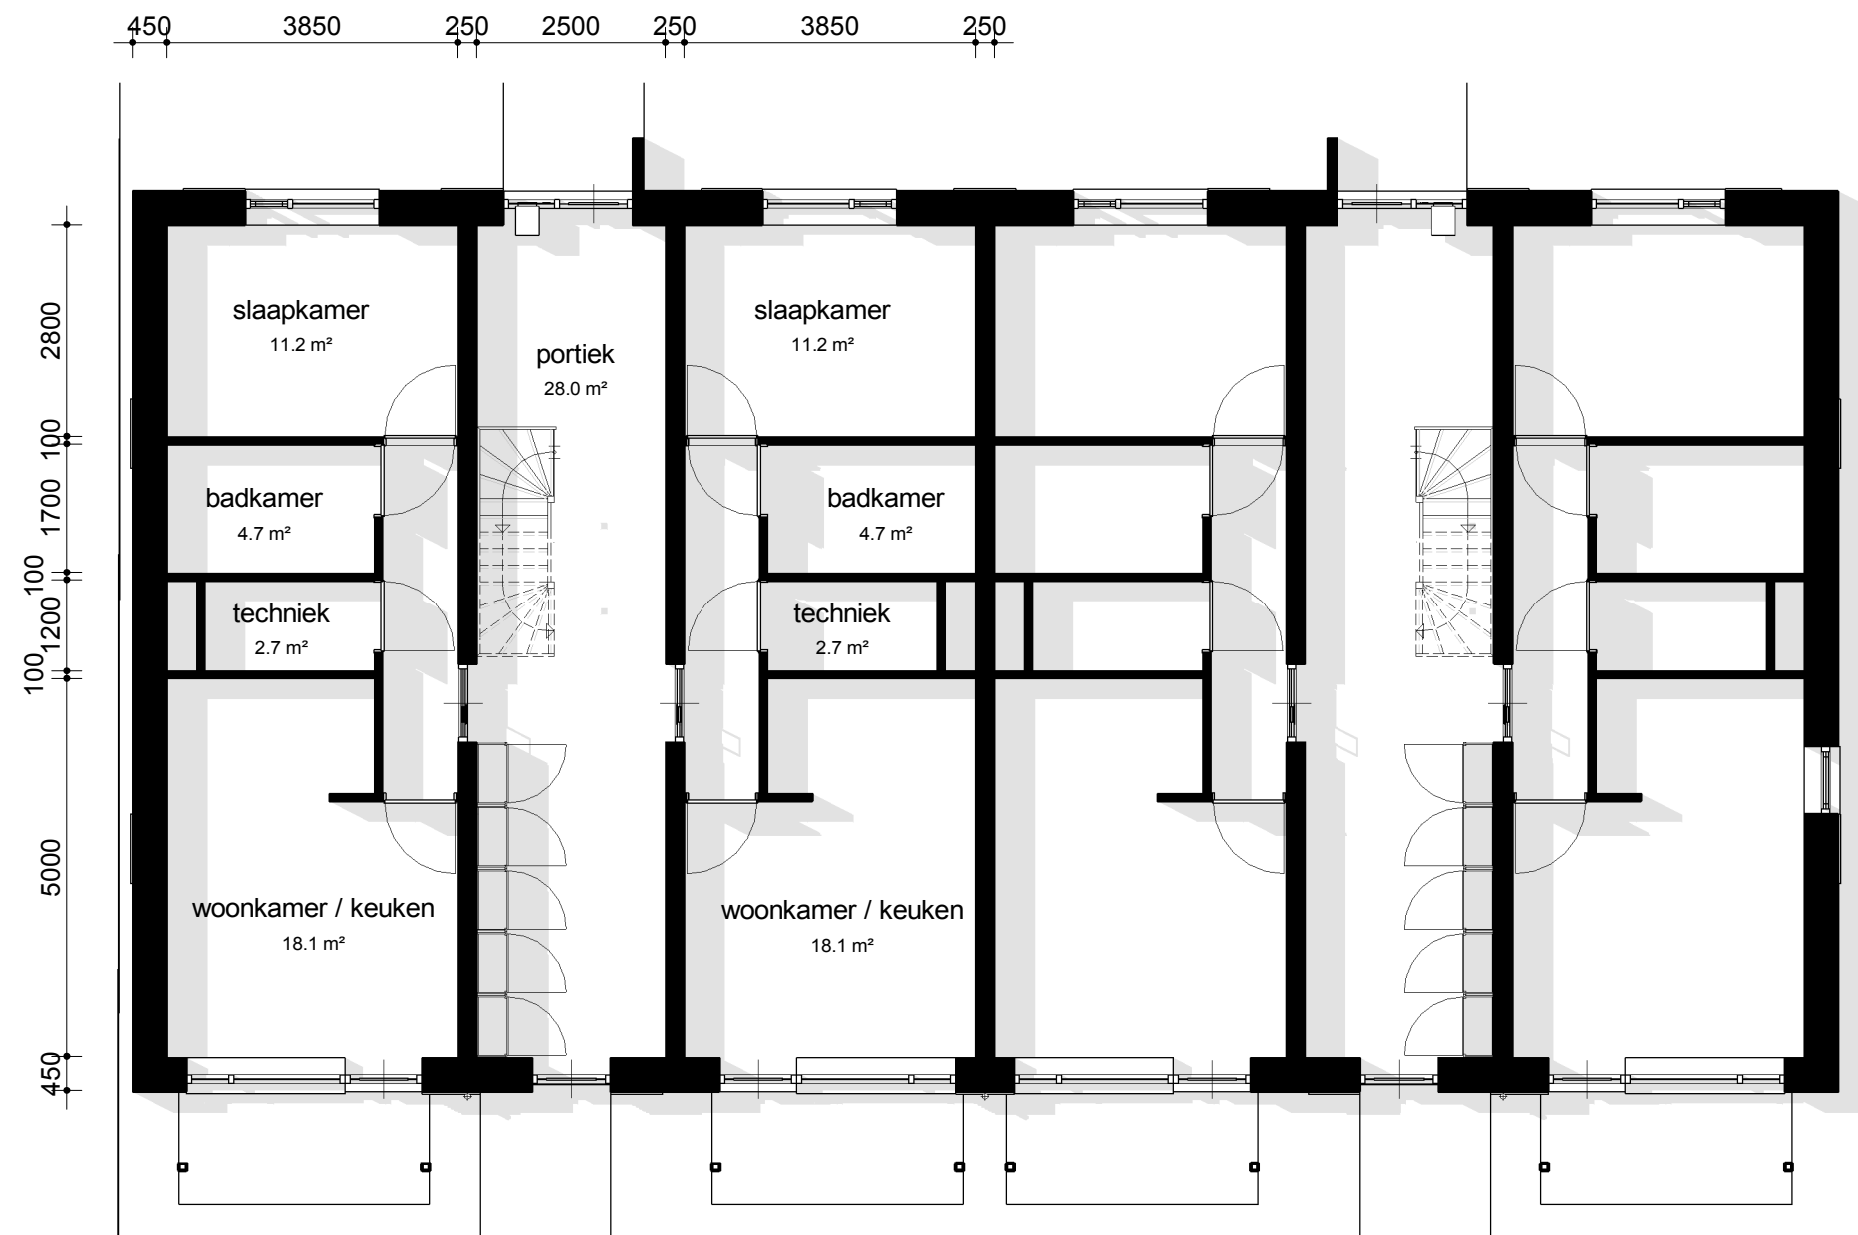 450 3850 250 2500 250 3850 250
2800
100
1700
100
1200
100
5000
450
slaapkamer
11.2 m²
portiek
28.0 m²
slaapkamer
11.2 m²
badkamer
4.7 m²
badkamer
4.7 m²
techniek
2.7 m²
techniek
2.7 m²
woonkamer / keuken
18.1 m²
woonkamer / keuken
18.1 m²